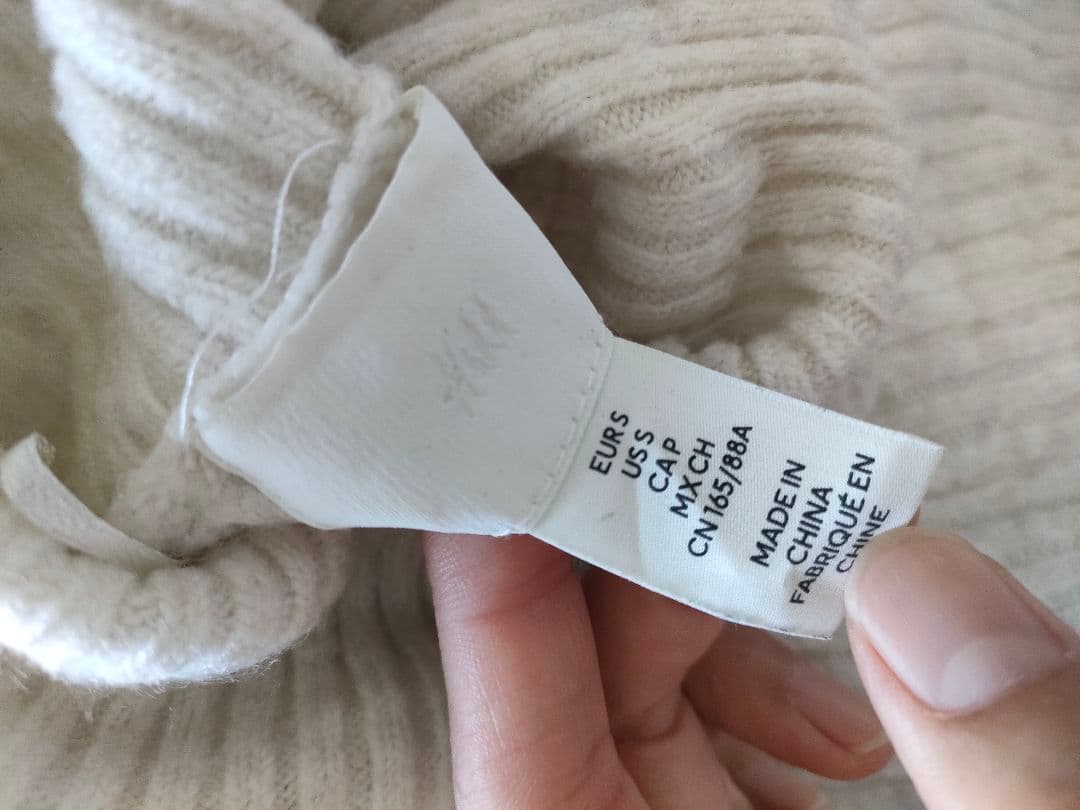 H&M
EUR S
US S
CA P
MX CH
CN 165/88A
MADE IN
CHINA
FABRIQUÉ EN
CHINE